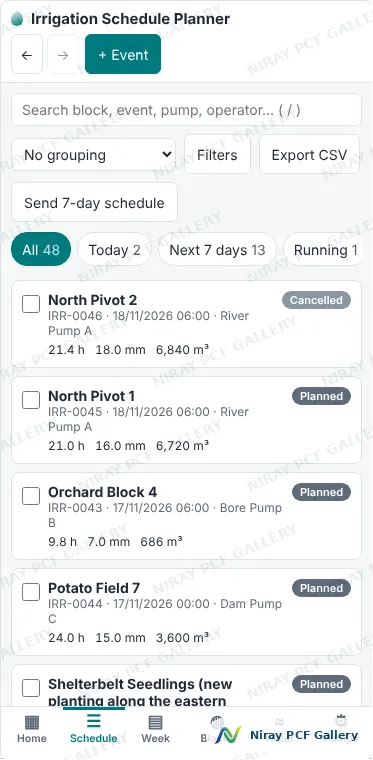 Irrigation Schedule Planner
← → + Event
Search block, event, pump, operator... ( / )
No grouping Filters Export CSV
Send 7-day schedule
All 48 Today 2 Next 7 days 13 Running 1
North Pivot 2 Cancelled
IRR-0046 · 18/11/2026 06:00 · River
Pump A
21.4 h 18.0 mm 6,840 m³
North Pivot 1 Planned
IRR-0045 · 18/11/2026 06:00 · River
Pump A
21.0 h 16.0 mm 6,720 m³
Orchard Block 4 Planned
IRR-0043 · 17/11/2026 06:00 · Bore Pump
B
9.8 h 7.0 mm 686 m³
Potato Field 7 Planned
IRR-0044 · 17/11/2026 00:00 · Dam Pump
C
24.0 h 15.0 mm 3,600 m³
Shelterbelt Seedlings (new Planned
planting along the eastern
Home Schedule Week Niray PCF Gallery
NIRAY PCF GALLERY